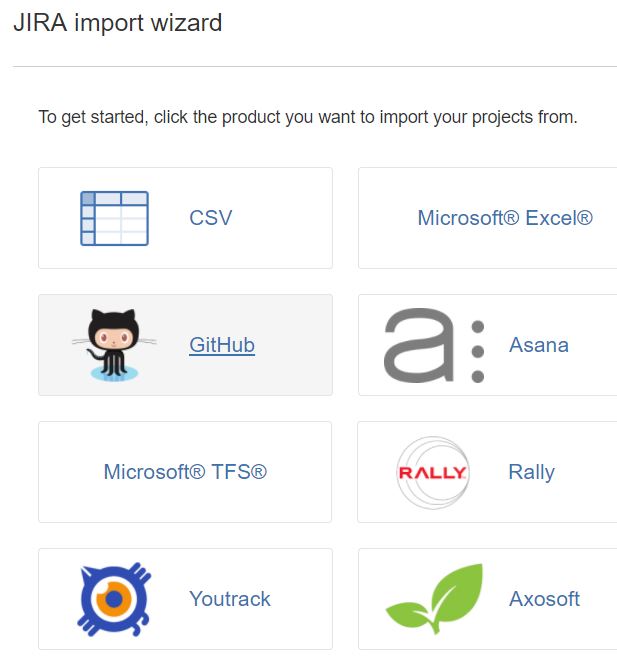 JIRA import wizard
To get started, click the product you want to import your projects from.
CSV
Microsoft® Excel®
GitHub
a: Asana
Microsoft® TFS®
RALLY Rally
Youtrack
Axosoft